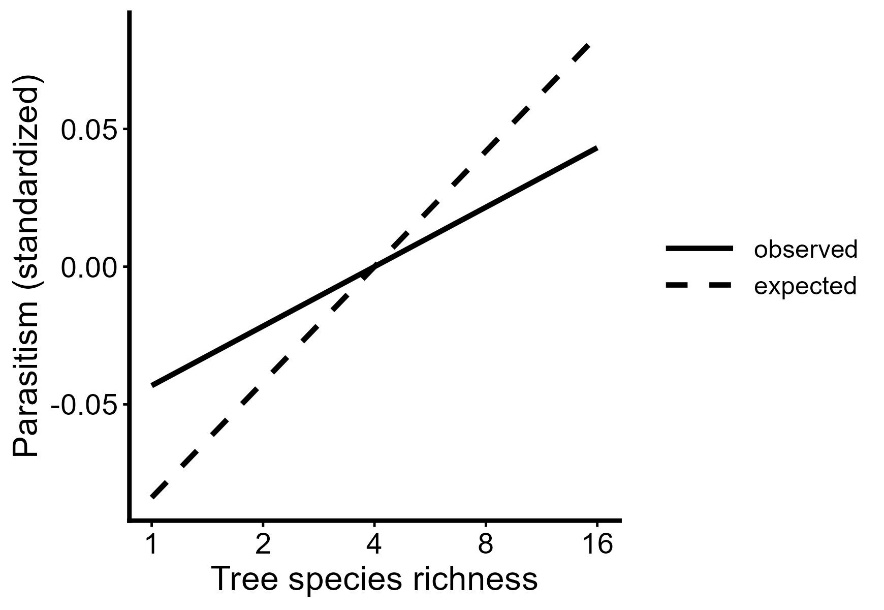 Parasitism (standardized)
0.05
0.00
-0.05
1 2 4 8 16
Tree species richness
observed
expected